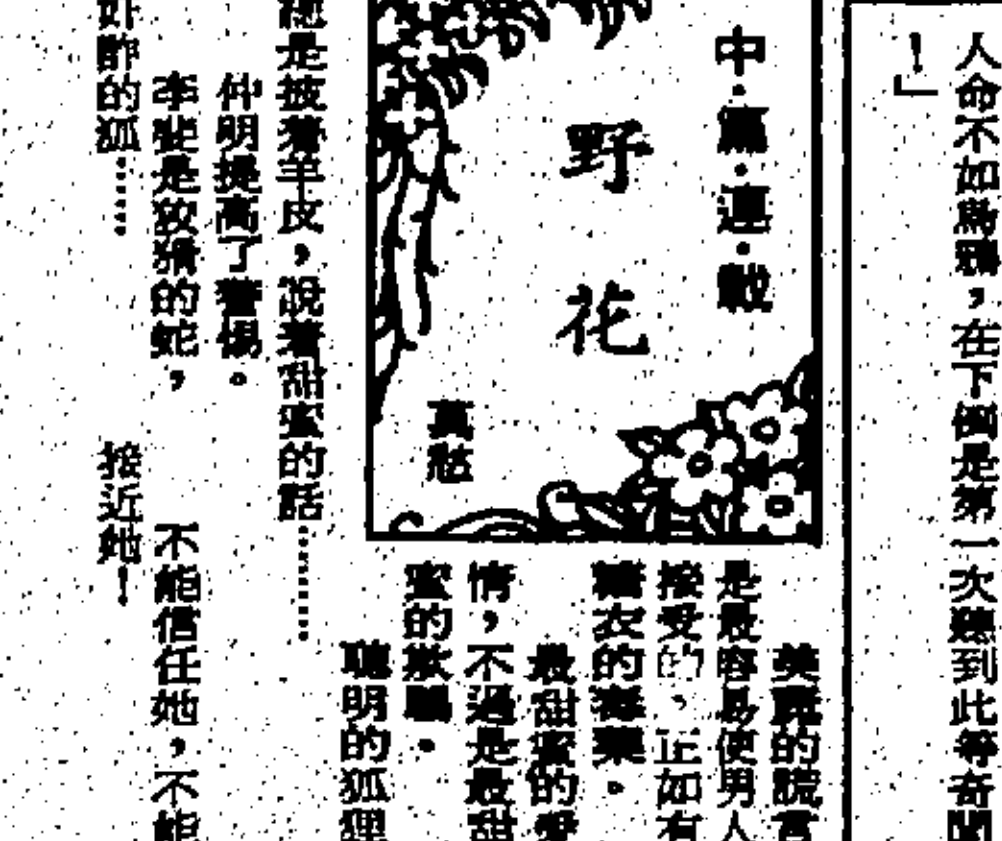 人命不如烏鴉，在下倒是第一次聽到此等奇聞
！」
中・篇・連・載
野花
真愁
美麗的謊言
是最容易使男人
接受的，正如有
糖衣的毒藥。
最甜蜜的愛
情，不過是最甜
蜜的欺騙。
聰明的狐狸
總是披著羊皮，說着甜蜜的話⋯⋯⋯
仲明提高了警惕。
李斐是狡猾的蛇，
奸詐的狐⋯⋯
不能信任她，不能
接近她！